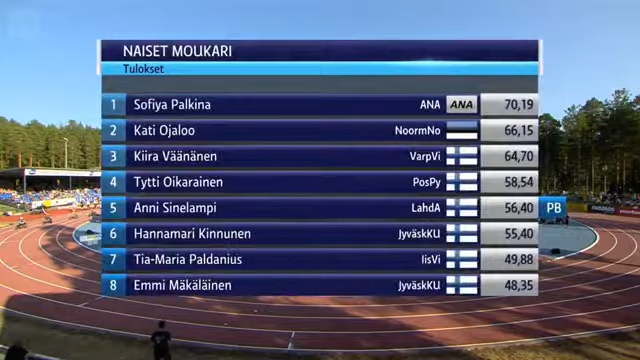 NAISET MOUKARI
Tulokset
1 Sofiya Palkina ANA ANA 70,19
2 Kati Ojaloo NoormNo 66,15
3 Kiira Väänänen VarpVi 64,70
4 Tytti Oikarainen PosPy 58,54
5 Anni Sinelampi LahdA 56,40 PB
6 Hannamari Kinnunen JyväskKU 55,40
7 Tia-Maria Paldanius IisVi 49,88
8 Emmi Mäkäläinen JyväskKU 48,35